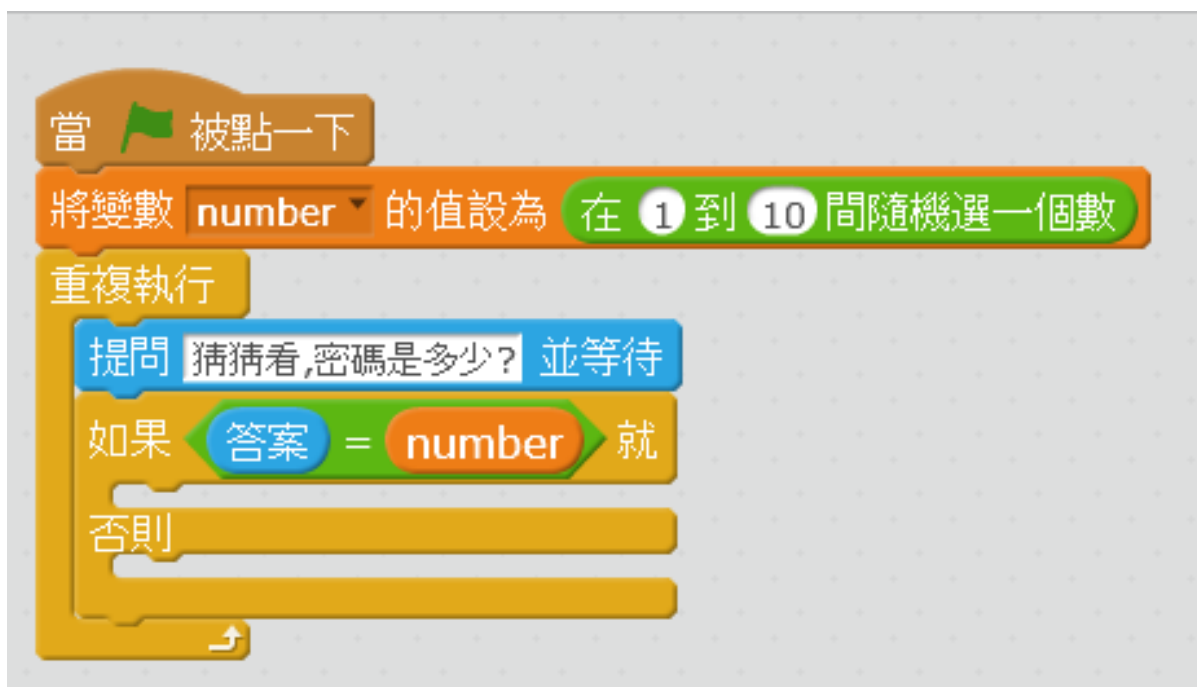 當 被點一下
將變數 number 的值設為 在 1 到 10 間隨機選一個數
重複執行
提問 猜猜看,密碼是多少? 並等待
如果 答案 = number 就
否則